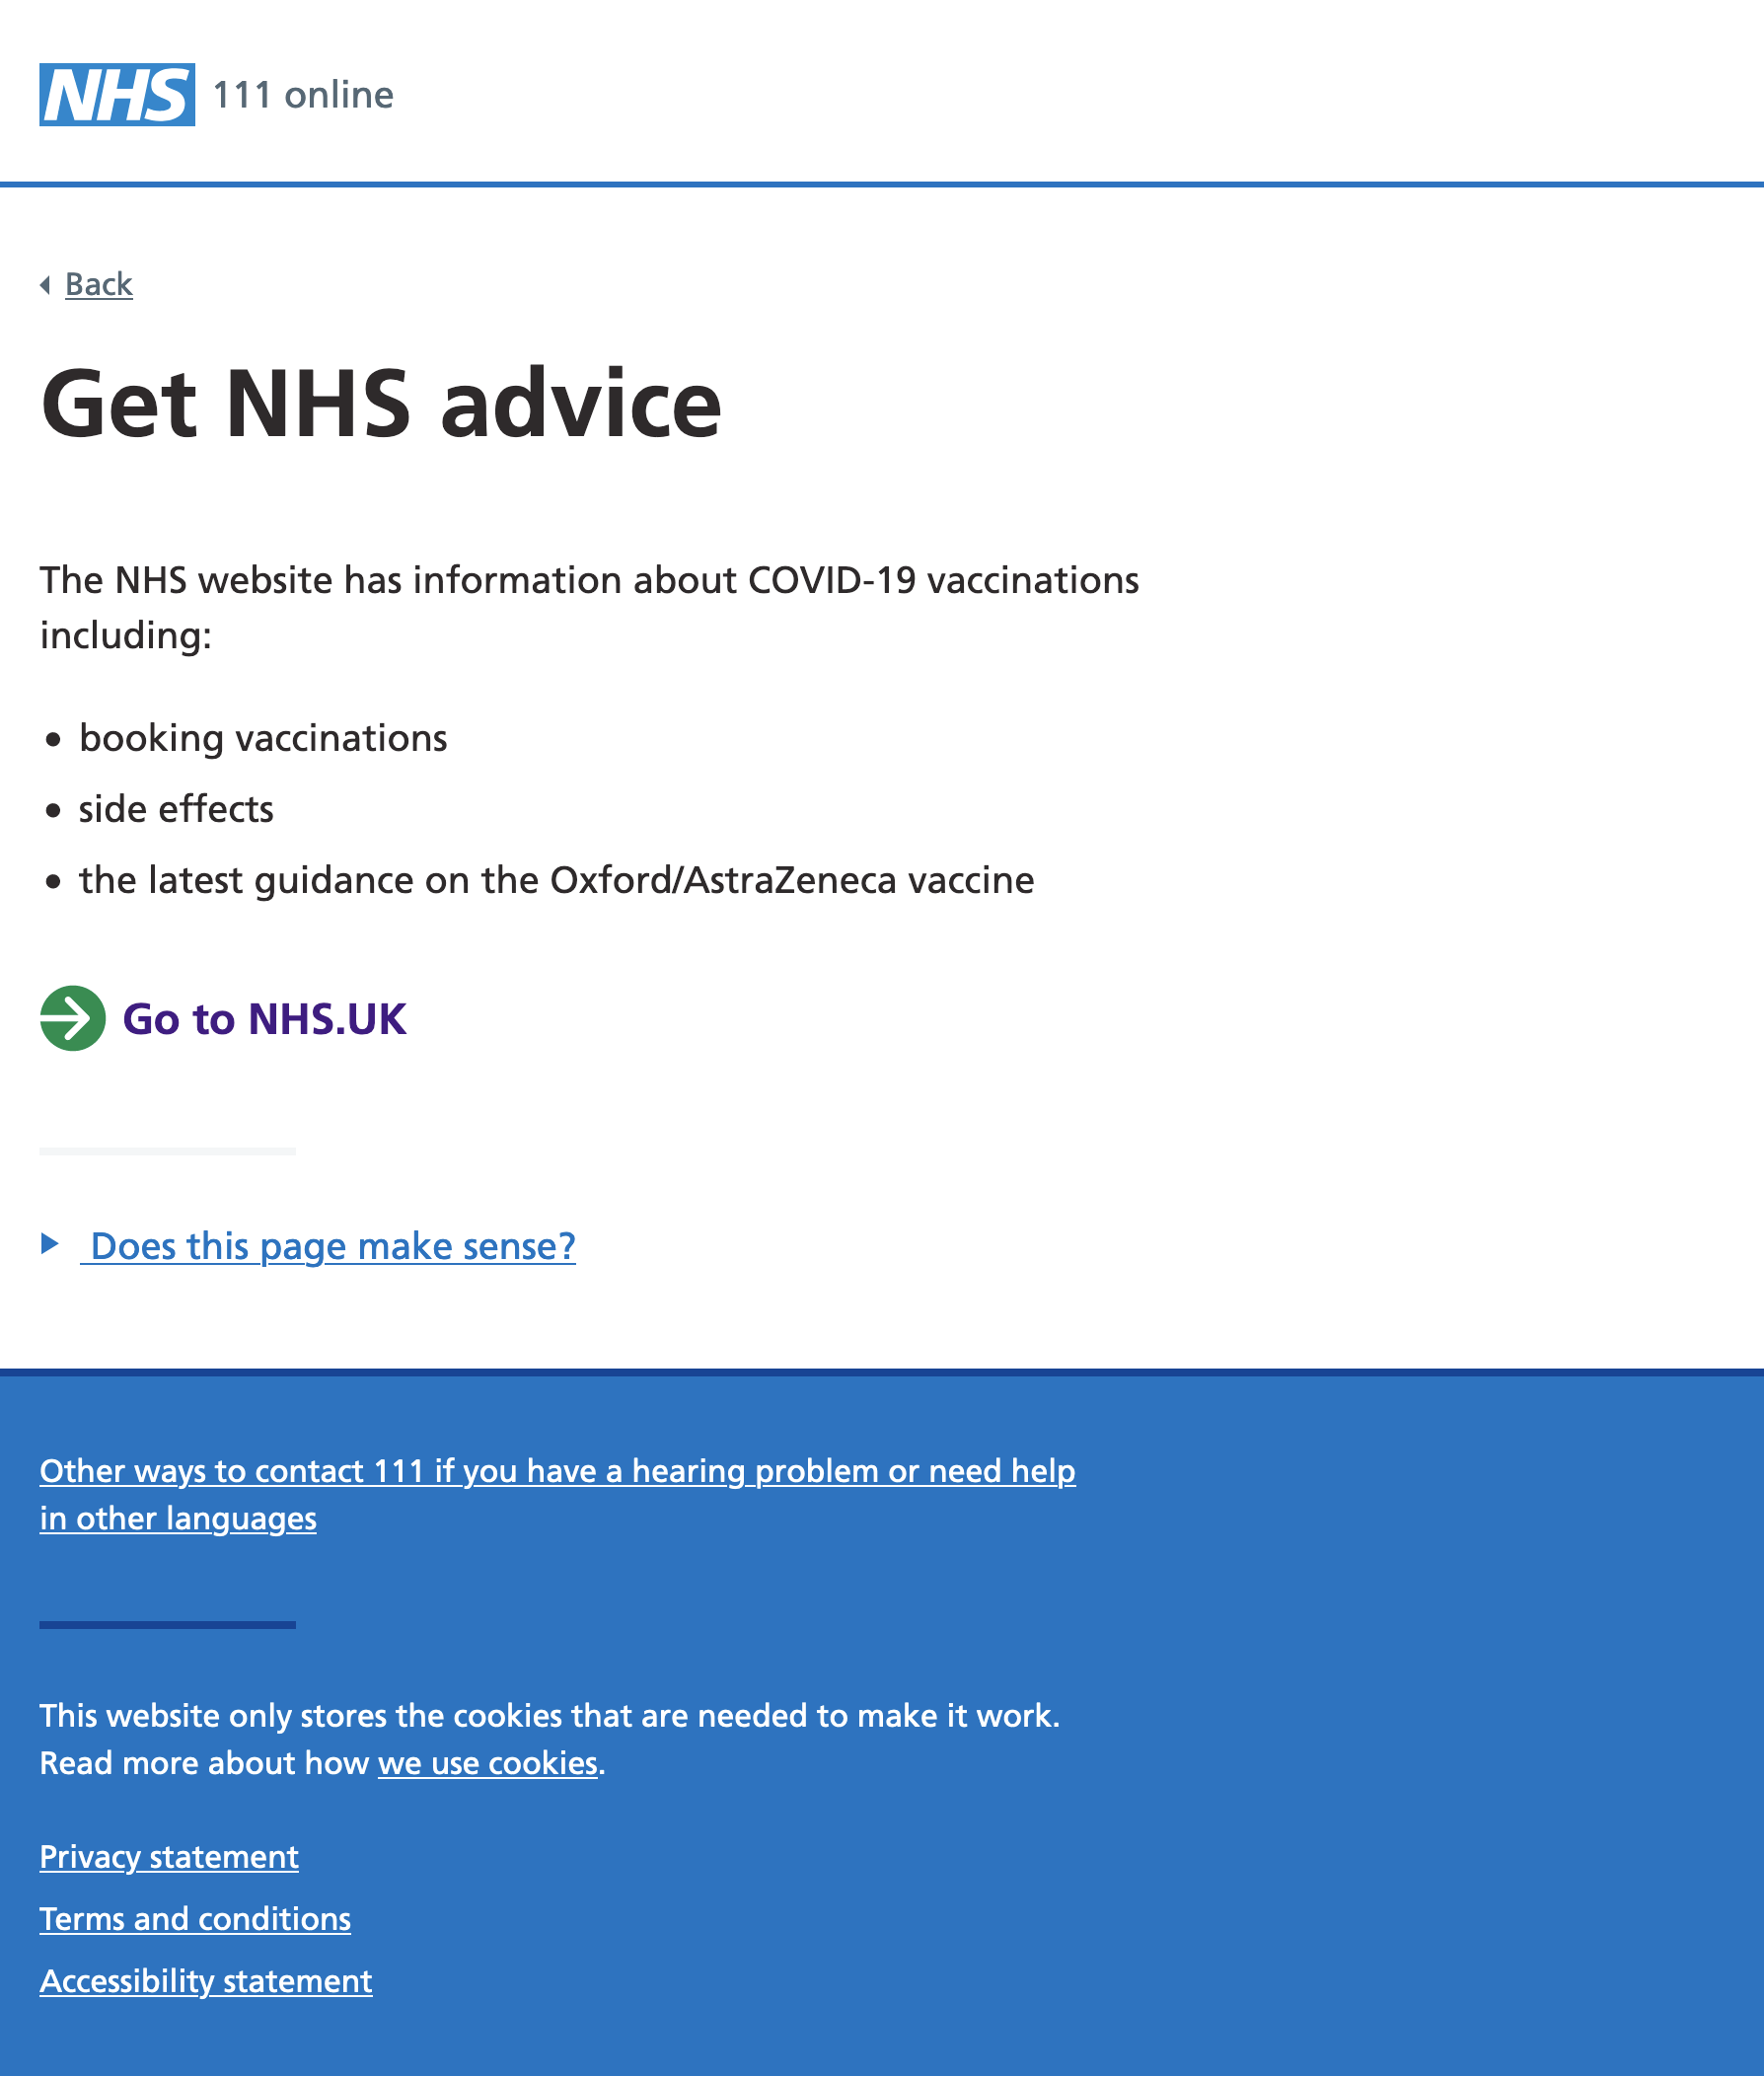 NHS 111 online
Back
Get NHS advice
The NHS website has information about COVID-19 vaccinations
including:
booking vaccinations
side effects
the latest guidance on the Oxford/AstraZeneca vaccine
Go to NHS.UK
Does this page make sense?
Other ways to contact 111 if you have a hearing problem or need help
in other languages
This website only stores the cookies that are needed to make it work.
Read more about how we use cookies.
Privacy statement
Terms and conditions
Accessibility statement